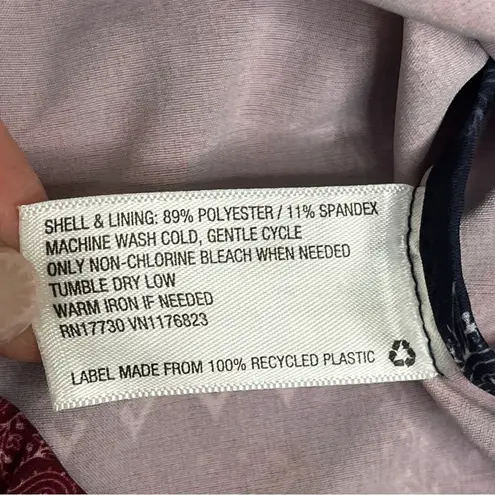 SHELL & LINING: 89% POLYESTER / 11% SPANDEX
MACHINE WASH COLD, GENTLE CYCLE
ONLY NON-CHLORINE BLEACH WHEN NEEDED
TUMBLE DRY LOW
WARM IRON IF NEEDED
RN17730 VN1176823
LABEL MADE FROM 100% RECYCLED PLASTIC